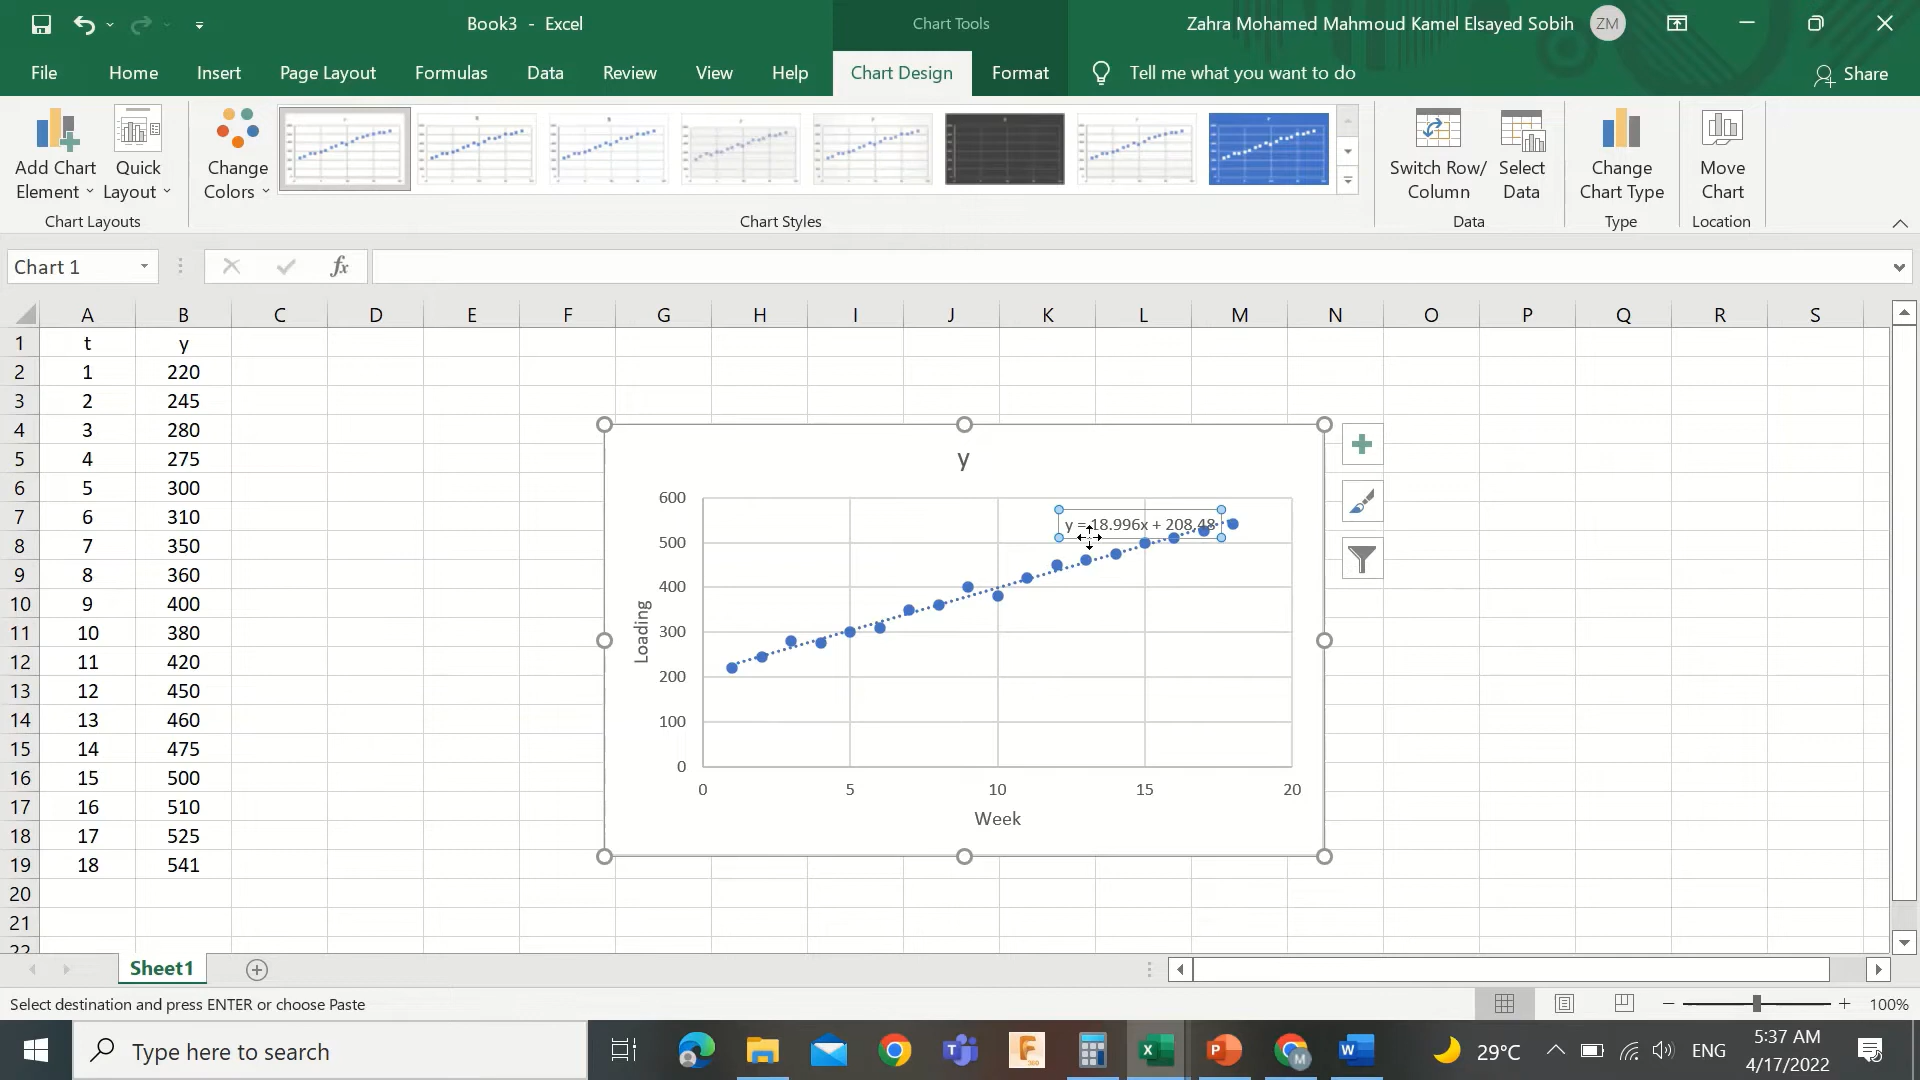 Book3 - Excel
Chart Tools
Zahra Mohamed Mahmoud Kamel Elsayed Sobih ZM
File Home Insert Page Layout Formulas Data Review View Help Chart Design Format Tell me what you want to do Share
Add Chart Element
Quick Layout
Change Colors
Switch Row/ Column
Select Data
Change Chart Type
Move Chart
Chart Layouts
Chart Styles
Data
Type
Location
Chart 1
fx
A B C D E F G H I J K L M N O P Q R S
1 t y
2 1 220
3 2 245
4 3 280
5 4 275
6 5 300
7 6 310
8 7 350
9 8 360
10 9 400
11 10 380
12 11 420
13 12 450
14 13 460
15 14 475
16 15 500
17 16 510
18 17 525
19 18 541
20
21
22
y
y = 18.996x + 208.48
600
500
400
300
200
100
0
Loading
0 5 10 15 20
Week
Sheet1
Select destination and press ENTER or choose Paste
100%
Type here to search
29°C
ENG
5:37 AM
4/17/2022